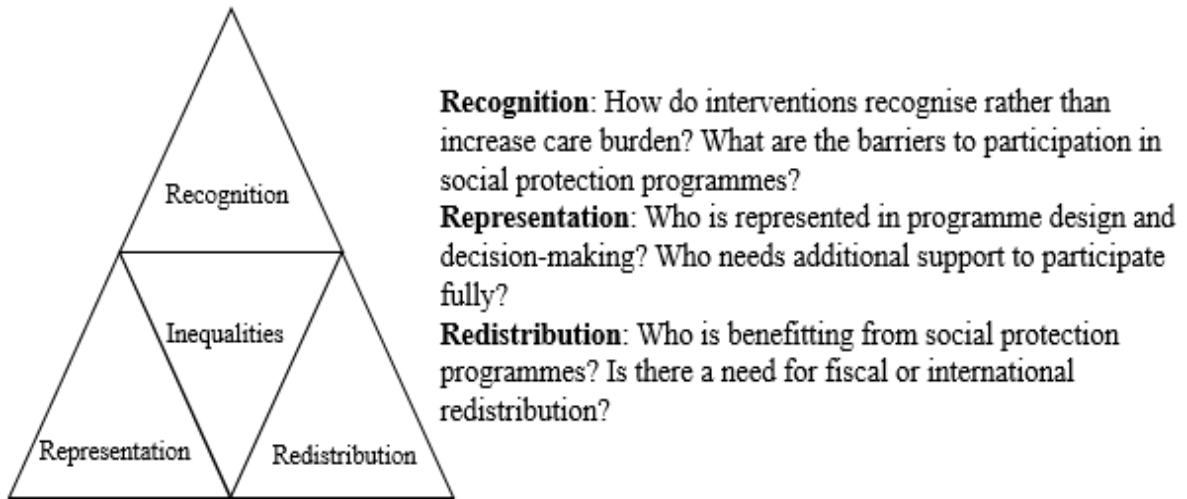 Recognition
Inequalities
Representation
Redistribution
Recognition: How do interventions recognise rather than
increase care burden? What are the barriers to participation in
social protection programmes?
Representation: Who is represented in programme design and
decision-making? Who needs additional support to participate
fully?
Redistribution: Who is benefitting from social protection
programmes? Is there a need for fiscal or international
redistribution?